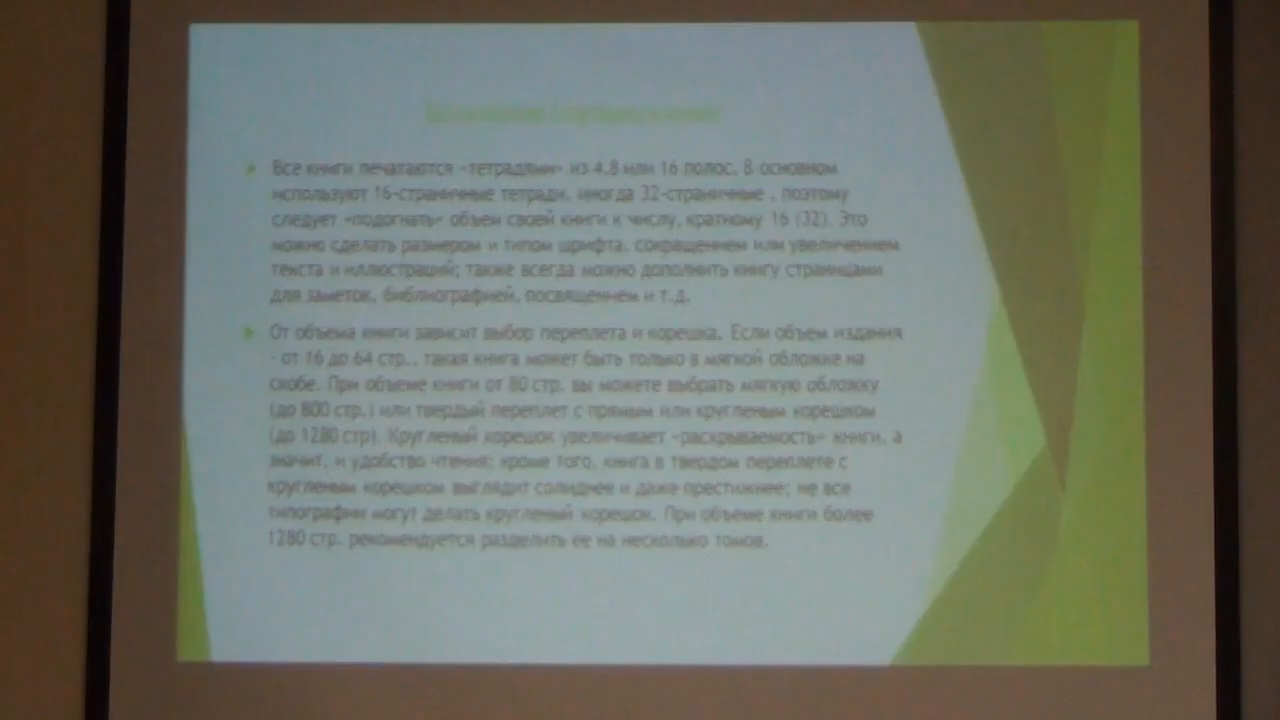 Все книги печатаются «тетрадями» из 4,8 или 16 полос. В основном
используют 16-страничные тетради, иногда 32-страничные , поэтому
следует «подогнать» объем своей книги к числу, кратному 16 (32). Это
можно сделать размером и типом шрифта, сокращением или увеличением
текста и иллюстраций; также всегда можно дополнить книгу страницами
для заметок, библиографией, посвящением и т.д.
От объема книги зависит выбор переплета и корешка. Если объем издания
- от 16 до 64 стр., такая книга может быть только в мягкой обложке на
скобе. При объеме книги от 80 стр. вы можете выбрать мягкую обложку
(до 800 стр.) или твердый переплет с прямым или кругленым корешком
(до 1280 стр). Кругленый корешок увеличивает «раскрываемость» книги, а
значит, и удобство чтения; кроме того, книга в твердом переплете с
кругленым корешком выглядит солиднее и даже престижнее; не все
типографии могут делать кругленый корешок. При объеме книги более
1280 стр. рекомендуется разделить ее на несколько томов.